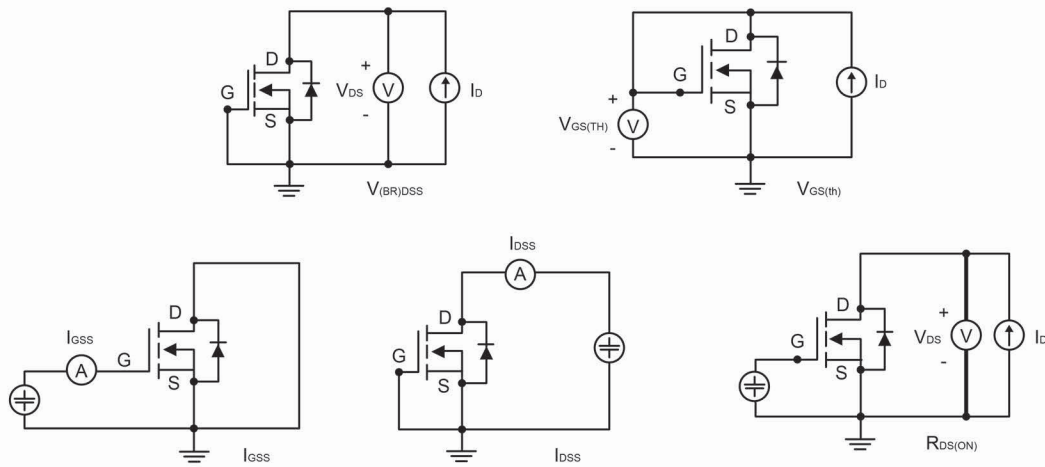 D
G
S
+
VDS
-
V
ID
V(BR)DSS
D
G
S
+
VGS(TH)
-
V
ID
VGS(th)
IGSS
A
G
D
S
IGSS
IDSS
A
D
G
S
IDSS
D
G
S
+
VDS
-
V
ID
RDS(ON)